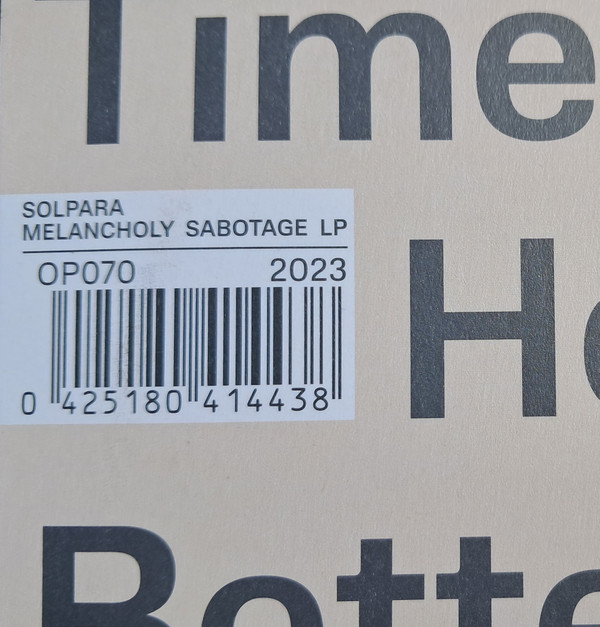 Time
SOLPARA
MELANCHOLY SABOTAGE LP
OP070 2023
0 425180 414438
H